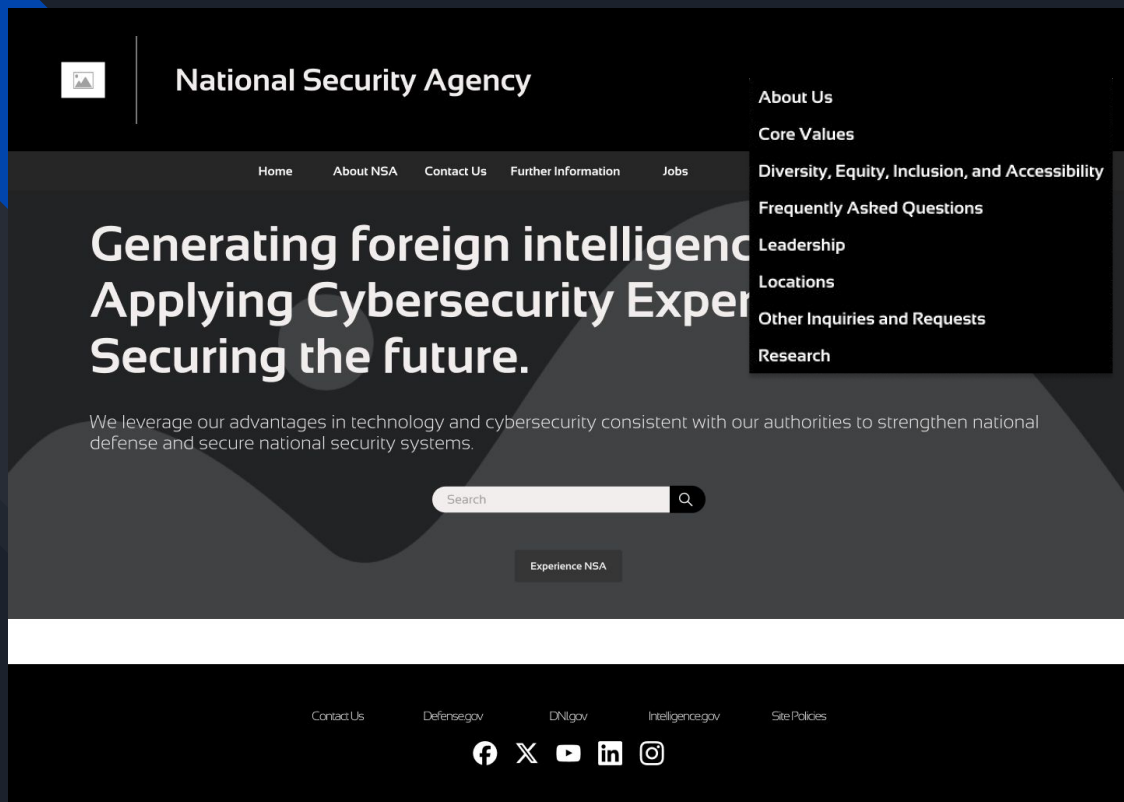 National Security Agency
Home
About NSA
Contact Us
Further Information
Jobs
About Us
Core Values
Diversity, Equity, Inclusion, and Accessibility
Frequently Asked Questions
Leadership
Locations
Other Inquiries and Requests
Research
Generating foreign intelligenc
Applying Cybersecurity Exper
Securing the future.
We leverage our advantages in technology and cybersecurity consistent with our authorities to strengthen national
defense and secure national security systems.
Search
Experience NSA
Contact Us
Defense.gov
DNI.gov
Intelligence.gov
Site Policies